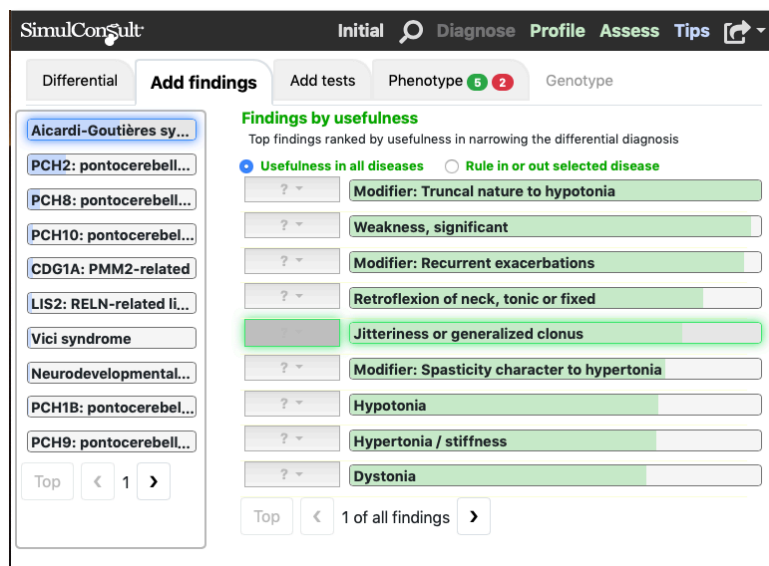 SimulConsult
Initial Diagnose Profile Assess Tips
Differential Add findings Add tests Phenotype 5 2 Genotype
Aicardi-Goutières sy...
PCH2: pontocerebell...
PCH8: pontocerebell...
PCH10: pontocerebel...
CDG1A: PMM2-related
LIS2: RELN-related li...
Vici syndrome
Neurodevelopmental...
PCH1B: pontocerebel...
PCH9: pontocerebell...
Top 1
Findings by usefulness
Top findings ranked by usefulness in narrowing the differential diagnosis
Usefulness in all diseases Rule in or out selected disease
? Modifier: Truncal nature to hypotonia
? Weakness, significant
? Modifier: Recurrent exacerbations
? Retroflexion of neck, tonic or fixed
? Jitteriness or generalized clonus
? Modifier: Spasticity character to hypertonia
? Hypotonia
? Hypertonia / stiffness
? Dystonia
Top 1 of all findings